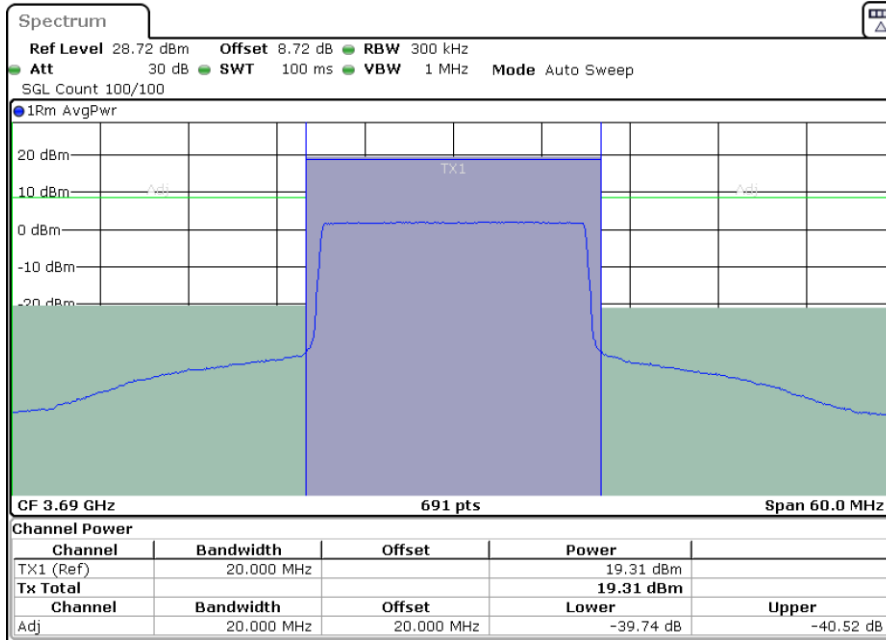 Spectrum
Ref Level 28.72 dBm Offset 8.72 dB RBW 300 kHz
Att 30 dB SWT 100 ms VBW 1 MHz Mode Auto Sweep
SGL Count 100/100
1Rm AvgPwr
20 dBm
TX1
10 dBm Adj Adj
0 dBm
-10 dBm
-20 dBm
CF 3.69 GHz 691 pts Span 60.0 MHz
Channel Power
Channel Bandwidth Offset Power
TX1 (Ref) 20.000 MHz 19.31 dBm
Tx Total 19.31 dBm
Channel Bandwidth Offset Lower Upper
Adj 20.000 MHz 20.000 MHz -39.74 dB -40.52 dB